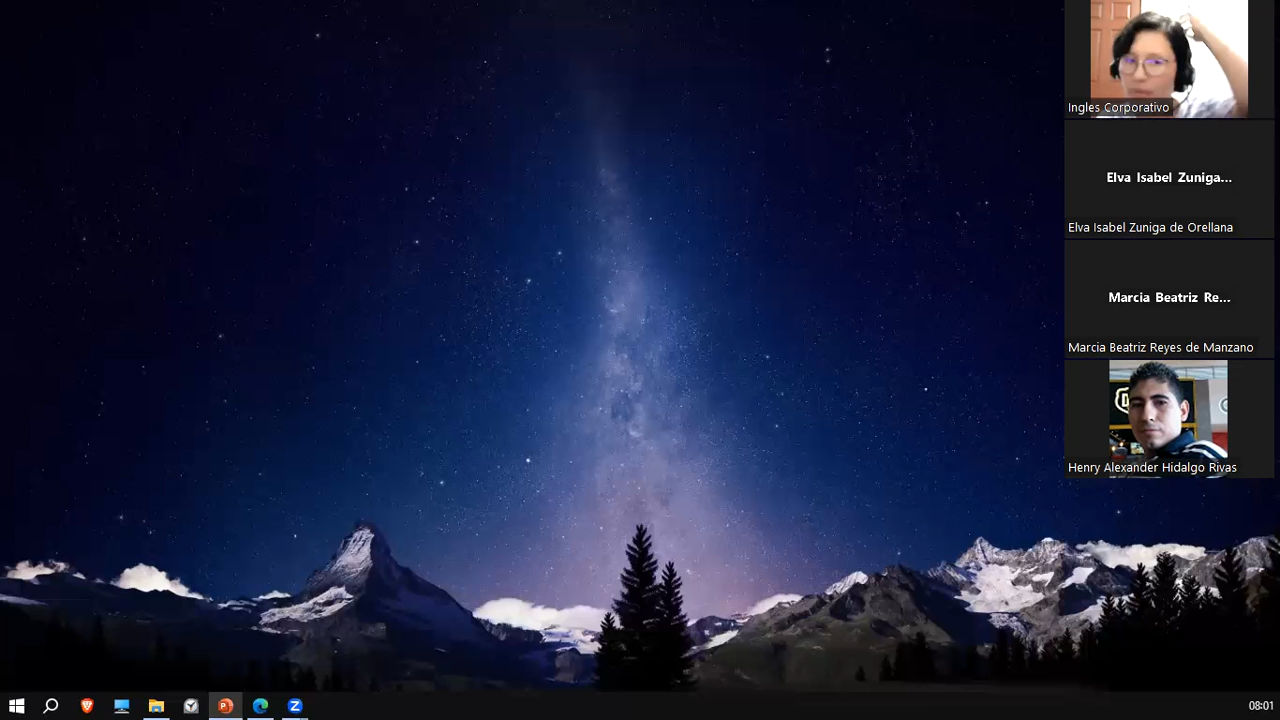 Ingles Corporativo
Elva Isabel Zuniga...
Elva Isabel Zuniga de Orellana
Marcia Beatriz Re...
Marcia Beatriz Reyes de Manzano
Henry Alexander Hidalgo Rivas
08:01